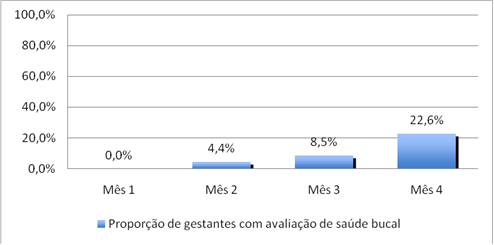 100,0%
80,0%
60,0%
40,0%
20,0%
0,0%
0,0%
4,4%
8,5%
22,6%
Mês 1
Mês 2
Mês 3
Mês 4
Proporção de gestantes com avaliação de saúde bucal